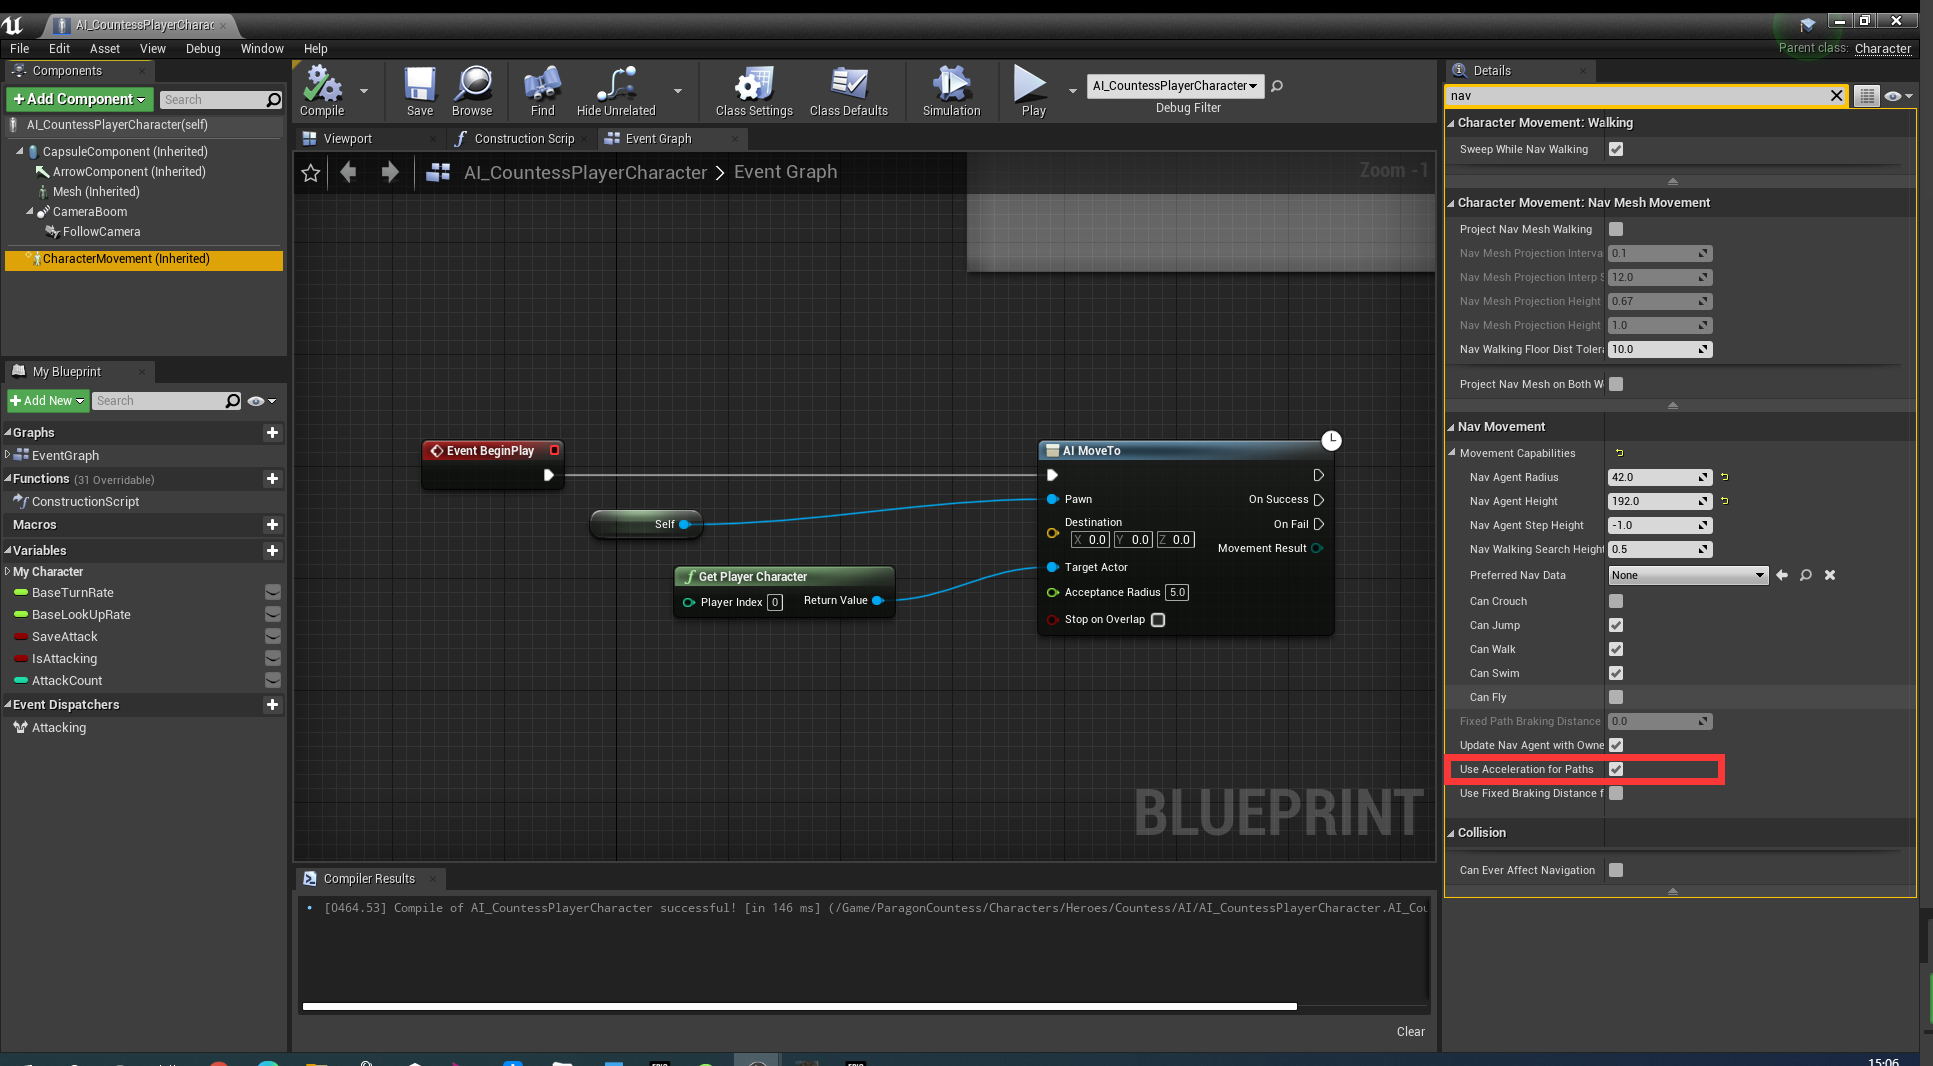 AI_CountessPlayerCharac
File Edit Asset View Debug Window Help
Parent class: Character
Components
Add Component
Search
AI_CountessPlayerCharacter(self)
CapsuleComponent (Inherited)
ArrowComponent (Inherited)
Mesh (Inherited)
CameraBoom
FollowCamera
CharacterMovement (Inherited)
My Blueprint
Add New
Search
Graphs
EventGraph
Functions (31 Overridable)
ConstructionScript
Macros
Variables
My Character
BaseTurnRate
BaseLookUpRate
SaveAttack
IsAttacking
AttackCount
Event Dispatchers
Attacking
Compile
Save
Browse
Find
Hide Unrelated
Class Settings
Class Defaults
Simulation
Play
AI_CountessPlayerCharacter
Debug Filter
Viewport
Construction Scrip
Event Graph
AI_CountessPlayerCharacter > Event Graph
Zoom -1
Event BeginPlay
Self
Get Player Character
Player Index 0
Return Value
AI MoveTo
Pawn
On Success
Destination
X 0.0 Y 0.0 Z 0.0
On Fail
Movement Result
Target Actor
Acceptance Radius 5.0
Stop on Overlap
BLUEPRINT
Compiler Results
[0464.53] Compile of AI_CountessPlayerCharacter successful! [in 146 ms] (/Game/ParagonCountess/Characters/Heroes/Countess/AI/AI_CountessPlayerCharacter.AI_Cou
Clear
Details
nav
Character Movement: Walking
Sweep While Nav Walking
Character Movement: Nav Mesh Movement
Project Nav Mesh Walking
Nav Mesh Projection Interva 0.1
Nav Mesh Projection Interp S 12.0
Nav Mesh Projection Height 0.67
Nav Mesh Projection Height 1.0
Nav Walking Floor Dist Tolera 10.0
Project Nav Mesh on Both W
Nav Movement
Movement Capabilities
Nav Agent Radius 42.0
Nav Agent Height 192.0
Nav Agent Step Height -1.0
Nav Walking Search Height 0.5
Preferred Nav Data None
Can Crouch
Can Jump
Can Walk
Can Swim
Can Fly
Fixed Path Braking Distance 0.0
Update Nav Agent with Owne
Use Acceleration for Paths
Use Fixed Braking Distance f
Collision
Can Ever Affect Navigation
15:06